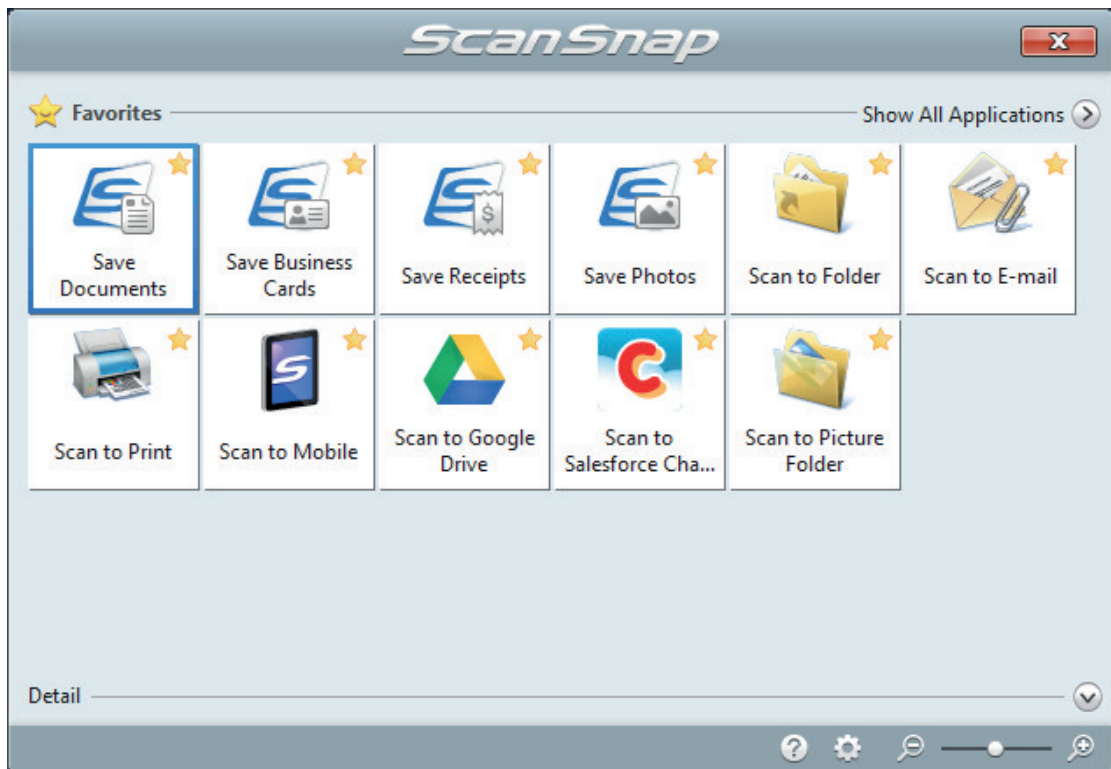 ScanSnap
Favorites
Show All Applications
Save
Documents
Save Business
Cards
Save Receipts
Save Photos
Scan to Folder
Scan to E-mail
Scan to Print
Scan to Mobile
Scan to Google
Drive
Scan to
Salesforce Cha...
Scan to Picture
Folder
Detail